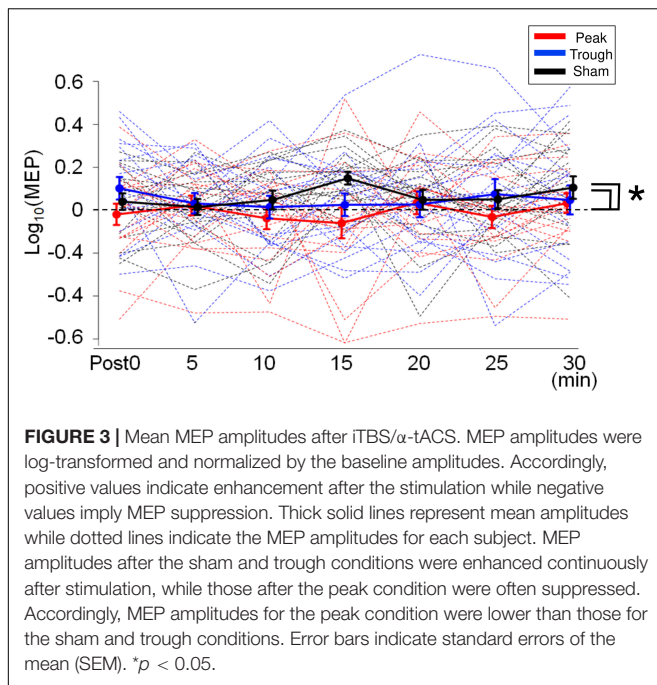 Peak
Trough
Sham
0.6
0.4
0.2
0
-0.2
-0.4
-0.6
Log10(MEP)
*
Post0 5 10 15 20 25 30
(min)
FIGURE 3 | Mean MEP amplitudes after iTBS/α-tACS. MEP amplitudes were
log-transformed and normalized by the baseline amplitudes. Accordingly,
positive values indicate enhancement after the stimulation while negative
values imply MEP suppression. Thick solid lines represent mean amplitudes
while dotted lines indicate the MEP amplitudes for each subject. MEP
amplitudes after the sham and trough conditions were enhanced continuously
after stimulation, while those after the peak condition were often suppressed.
Accordingly, MEP amplitudes for the peak condition were lower than those for
the sham and trough conditions. Error bars indicate standard errors of the
mean (SEM). *p < 0.05.